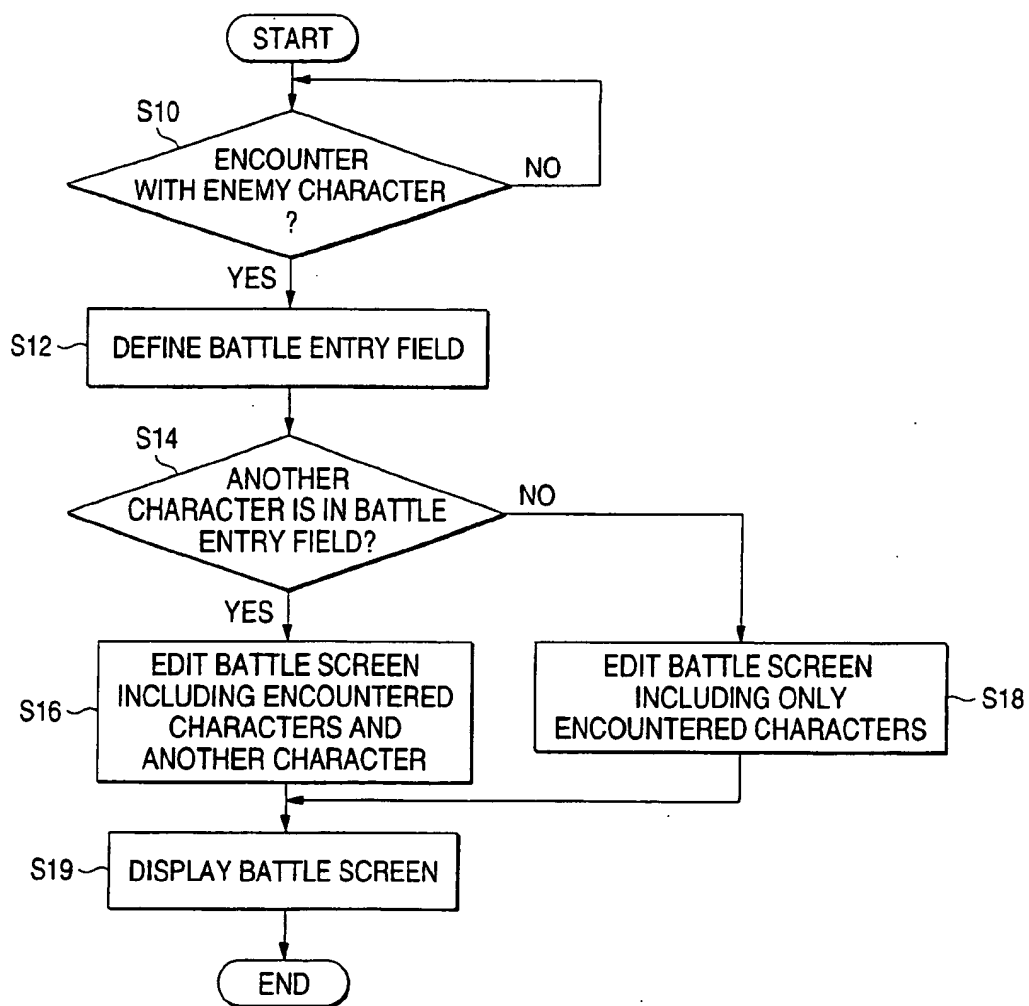 START
S10
ENCOUNTER
WITH ENEMY CHARACTER
?
NO
YES
S12
DEFINE BATTLE ENTRY FIELD
S14
ANOTHER
CHARACTER IS IN BATTLE
ENTRY FIELD?
NO
YES
S16
EDIT BATTLE SCREEN
INCLUDING ENCOUNTERED
CHARACTERS AND
ANOTHER CHARACTER
EDIT BATTLE SCREEN
INCLUDING ONLY
ENCOUNTERED CHARACTERS
S18
S19
DISPLAY BATTLE SCREEN
END